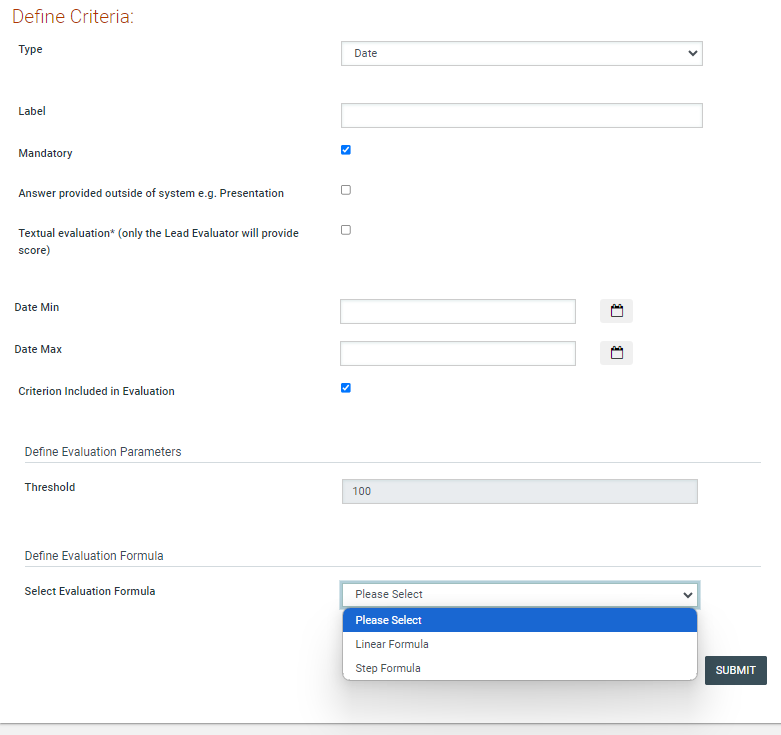 Define Criteria:
Type
Date
Label
Mandatory
Answer provided outside of system e.g. Presentation
Textual evaluation* (only the Lead Evaluator will provide
score)
Date Min
Date Max
Criterion Included in Evaluation
Define Evaluation Parameters
Threshold
100
Define Evaluation Formula
Select Evaluation Formula
Please Select
Please Select
Linear Formula
Step Formula
SUBMIT